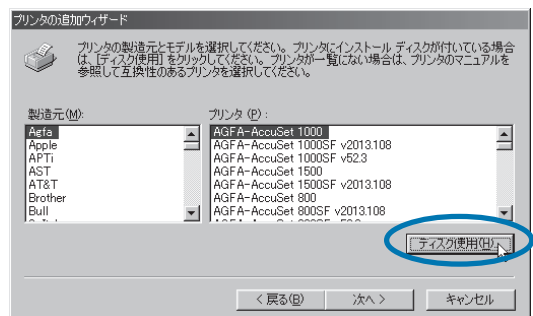 プリンタの追加ウィザード
プリンタの製造元とモデルを選択してください。プリンタにインストール ディスクが付いている場合
は、[ディスク使用] をクリックしてください。プリンタが一覧にない場合は、プリンタのマニュアルを
参照して互換性のあるプリンタを選択してください。
製造元(M):
プリンタ (P) :
Agfa
Apple
APTi
AST
AT&T
Brother
Bull
AGFA-AccuSet 1000
AGFA-AccuSet 1000SF v2013.108
AGFA-AccuSet 1000SF v52.3
AGFA-AccuSet 1500
AGFA-AccuSet 1500SF v2013.108
AGFA-AccuSet 800
AGFA-AccuSet 800SF v2013.108
ディスク使用(H)...
< 戻る(B)
次へ >
キャンセル